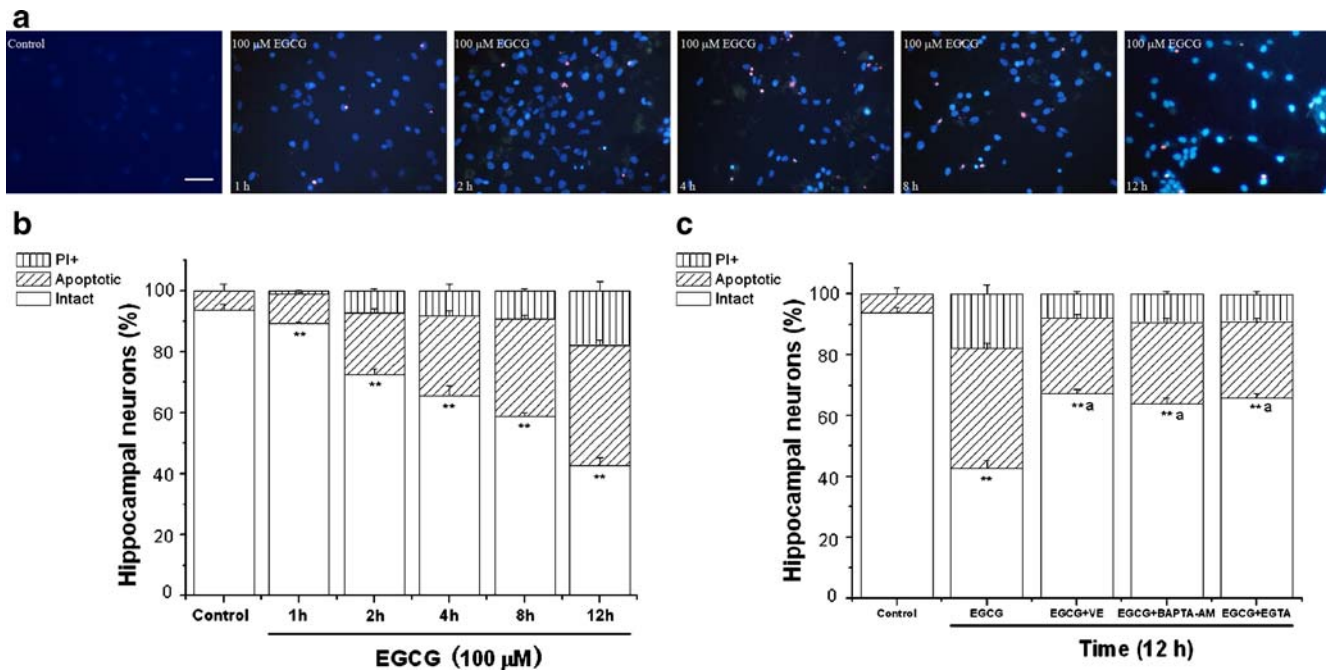 a
Control
100 μM EGCG
1 h
100 μM EGCG
2 h
100 μM EGCG
4 h
100 μM EGCG
8 h
100 μM EGCG
12 h
b
PI+
Apoptotic
Intact
Hippocampal neurons (%)
100
80
60
40
20
0
**
**
**
**
**
Control
1h
2h
4h
8h
12h
EGCG (100 μM)
c
PI+
Apoptotic
Intact
Hippocampal neurons (%)
100
80
60
40
20
0
**
**a
**a
**a
Control
EGCG
EGCG+VE
EGCG+BAPTA-AM
EGCG+EGTA
Time (12 h)